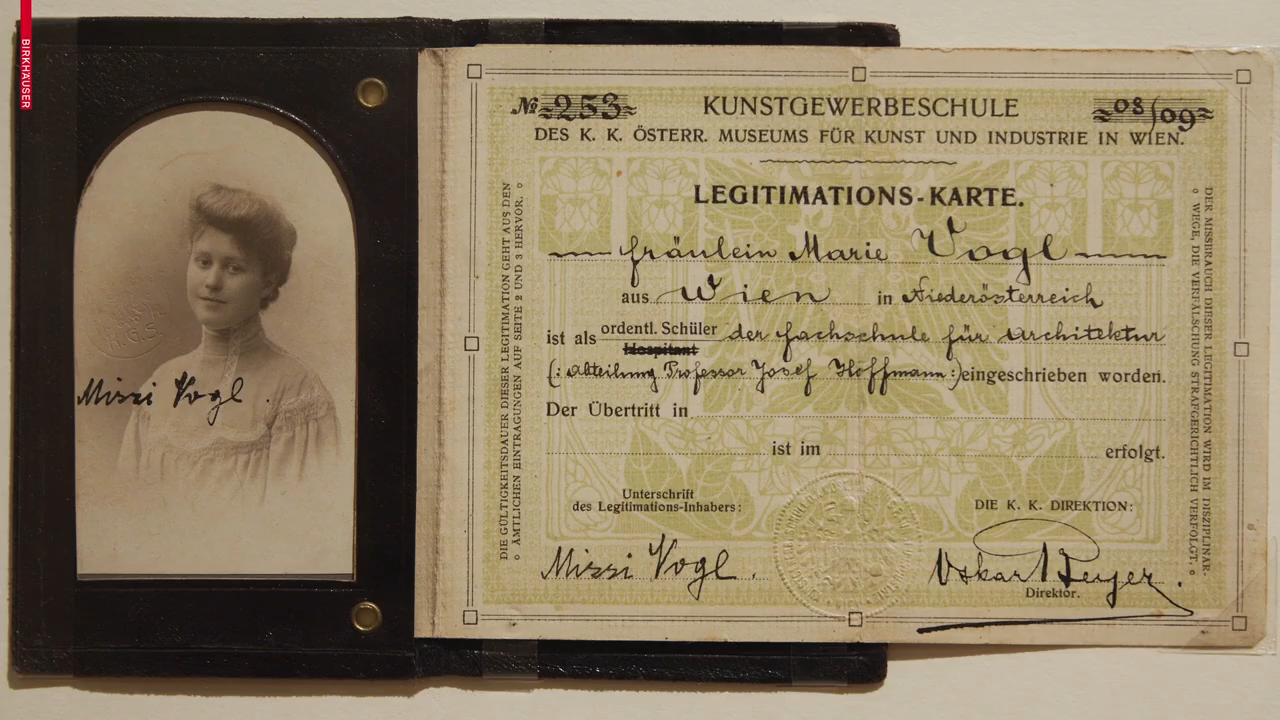 BIRKHÄUSER
Missi Vogl.
№ 253
08/09
KUNSTGEWERBESCHULE
DES K. K. ÖSTERR. MUSEUMS FÜR KUNST UND INDUSTRIE IN WIEN.
LEGITIMATIONS-KARTE.
Fräulein Marie Vogl
aus Wien in Niederösterreich
ist als ordentl. Schüler der Fachschule für Architektur
Hospitant
(: Abteilung Professor Josef Hoffmann :) eingeschrieben worden.
Der Übertritt in
ist im erfolgt.
Unterschrift
des Legitimations-Inhabers:
DIE K. K. DIREKTION:
Missi Vogl.
Oskar Beyer.
Direktor.
DIE GÜLTIGKEITSDAUER DIESER LEGITIMATION GEHT AUS DEN
AMTLICHEN EINTRAGUNGEN AUF SEITE 2 UND 3 HERVOR.
DER MISSBRAUCH DIESER LEGITIMATION WIRD IM DISZIPLINAR-
WEGE, DIE VERFÄLSCHUNG STRAFGERICHTLICH VERFOLGT.